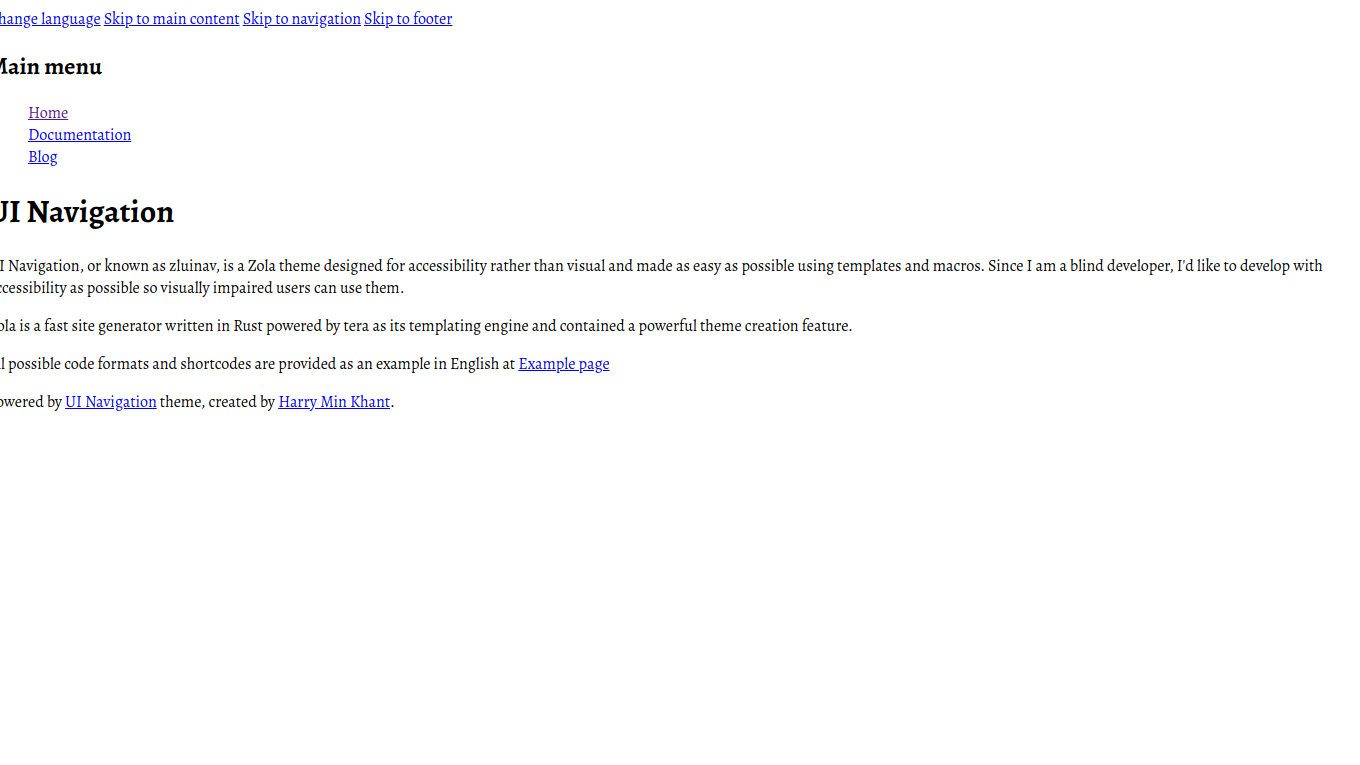 hange language Skip to main content Skip to navigation Skip to footer
Main menu
Home
Documentation
Blog
UI Navigation
I Navigation, or known as zluinav, is a Zola theme designed for accessibility rather than visual and made as easy as possible using templates and macros. Since I am a blind developer, I'd like to develop with
ccessibility as possible so visually impaired users can use them.
ola is a fast site generator written in Rust powered by tera as its templating engine and contained a powerful theme creation feature.
l possible code formats and shortcodes are provided as an example in English at Example page
owered by UI Navigation theme, created by Harry Min Khant.